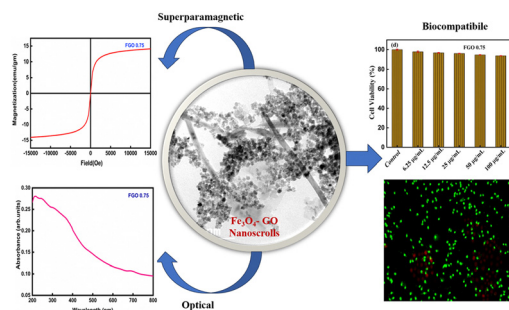 Superparamagnetic
FGO 0.75
Magnetization(emu/gm)
15
10
5
0
-5
-10
-15
-15000 -10000 -5000 0 5000 10000 15000
Field(Oe)
FGO 0.75
Absorbance (arb.units)
0.30
0.25
0.20
0.15
0.10
200 300 400 500 600 700 800
Wavelength (nm)
Optical
Fe₃O₄- GO
Nanoscrolls
Biocompatibile
(d)
FGO 0.75
Cell Viability (%)
100
80
60
40
20
0
Control
6.25 µg/mL
12.5 µg/mL
25 µg/mL
50 µg/mL
100 µg/mL